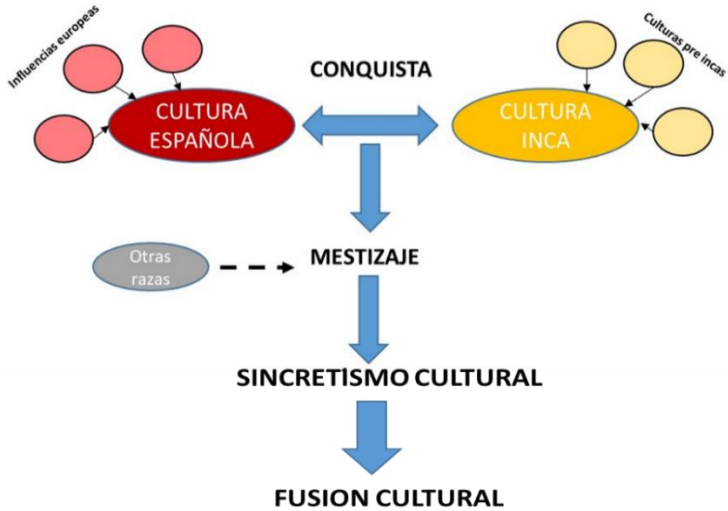 Influencias europeas
CONQUISTA
Culturas pre incas
CULTURA
ESPAÑOLA
CULTURA
INCA
Otras
razas
MESTIZAJE
SINCRETISMO CULTURAL
FUSION CULTURAL